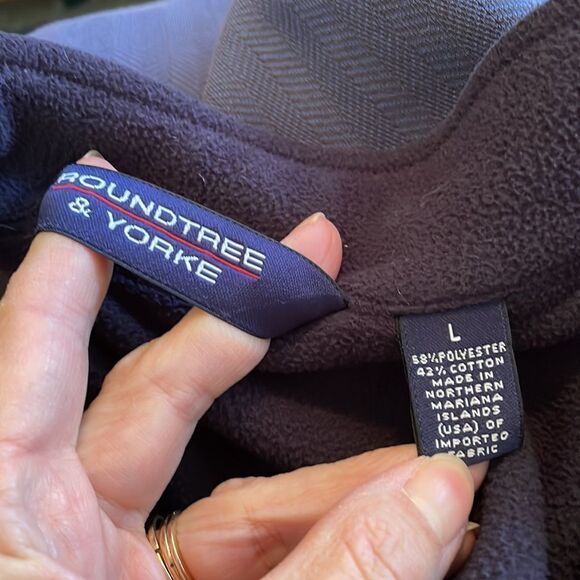 ROUNDTREE
& YORKE
L
58% POLYESTER
42% COTTON
MADE IN
NORTHERN
MARIANA
ISLANDS
(USA) OF
IMPORTED
FABRIC